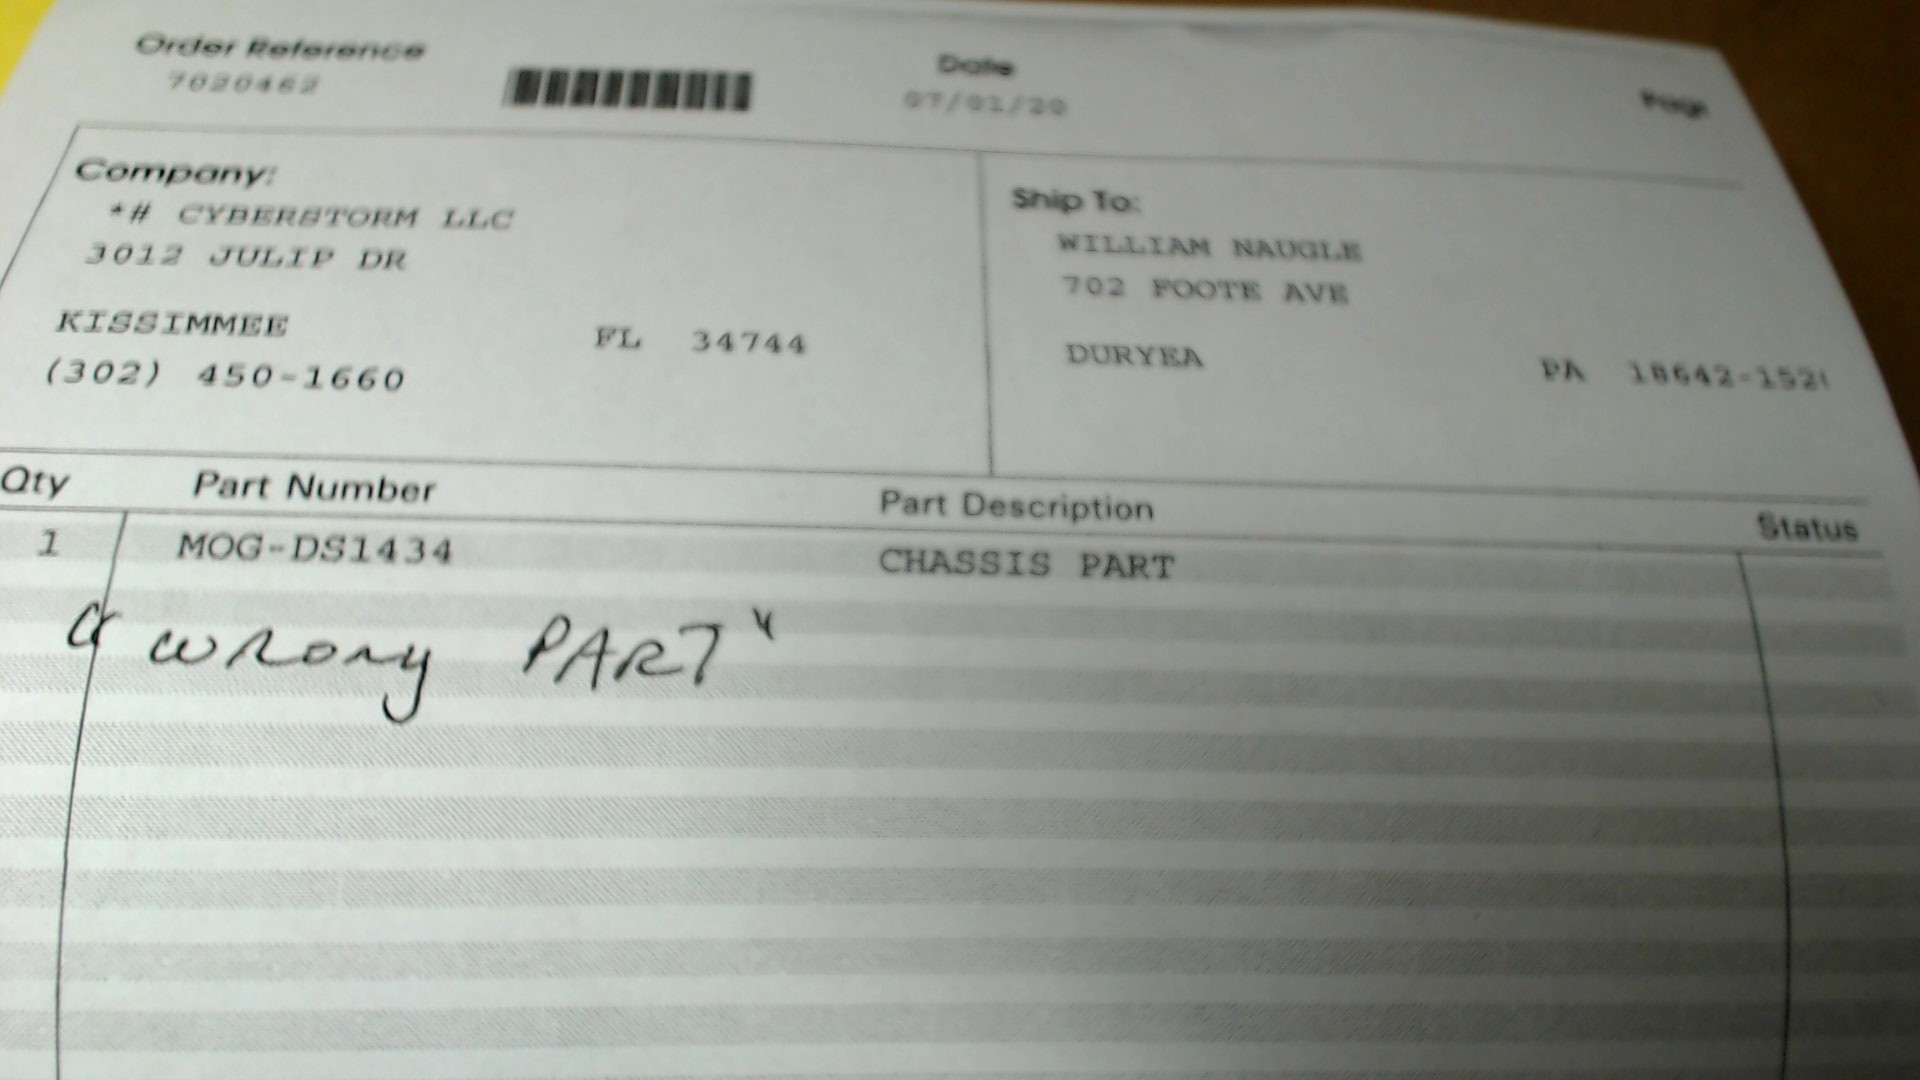 Order Reference
7020462
Date
07/01/20
Page
Company:
*# CYBERSTORM LLC
3012 JULIP DR
KISSIMMEE FL 34744
(302) 450-1660
Ship To:
WILLIAM NAUGLE
702 FOOTE AVE
DURYEA PA 18642-152
Qty Part Number Part Description Status
1 MOG-DS1434 CHASSIS PART
"WRONg PART"